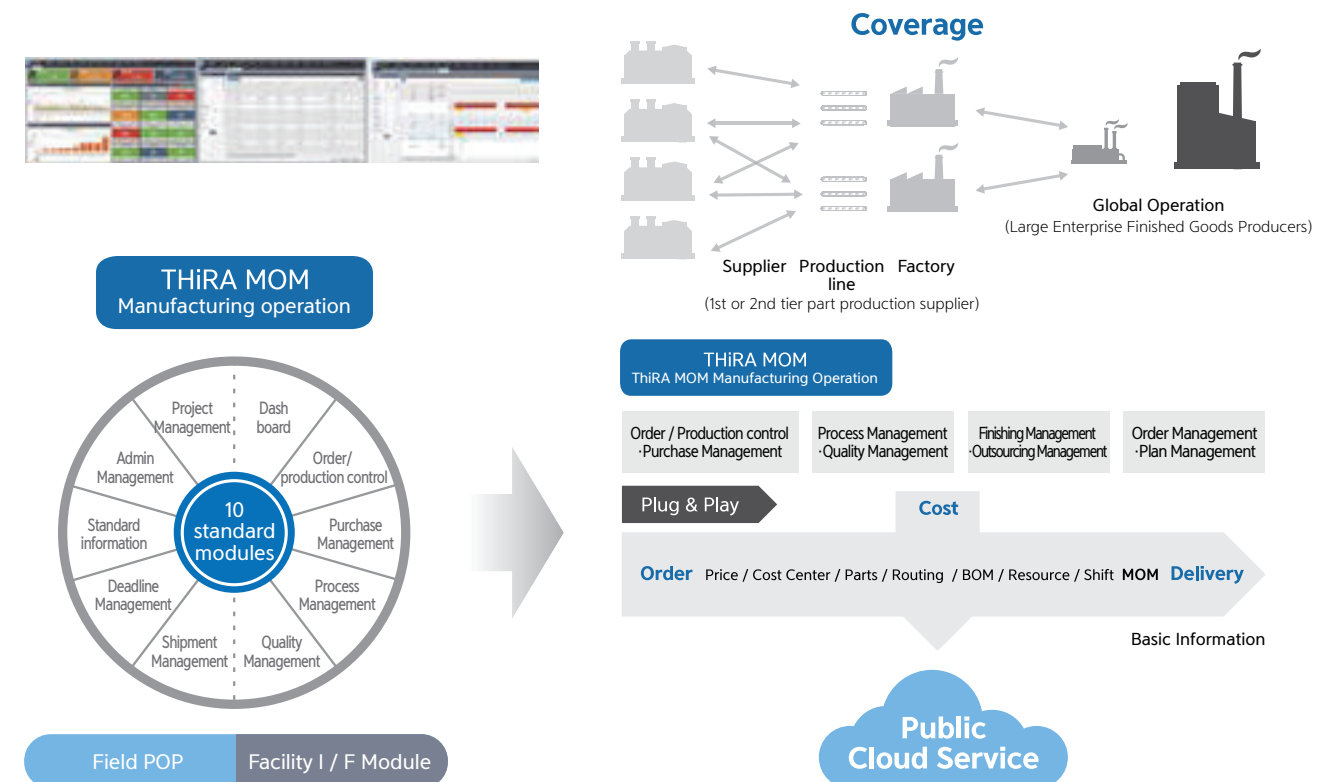 Coverage
Global Operation
(Large Enterprise Finished Goods Producers)
Supplier
Production
line
Factory
(1st or 2nd tier part production supplier)
THiRA MOM
Manufacturing operation
Project
Management
Dash
board
Admin
Management
Order/
production control
Standard
information
10
standard
modules
Purchase
Management
Deadline
Management
Process
Management
Shipment
Management
Quality
Management
Field POP
Facility I / F Module
THiRA MOM
ThiRA MOM Manufacturing Operation
Order / Production control
·Purchase Management
Process Management
·Quality Management
Finishing Management
·Outsourcing Management
Order Management
·Plan Management
Plug & Play
Cost
Order Price / Cost Center / Parts / Routing / BOM / Resource / Shift MOM Delivery
Basic Information
Public
Cloud Service